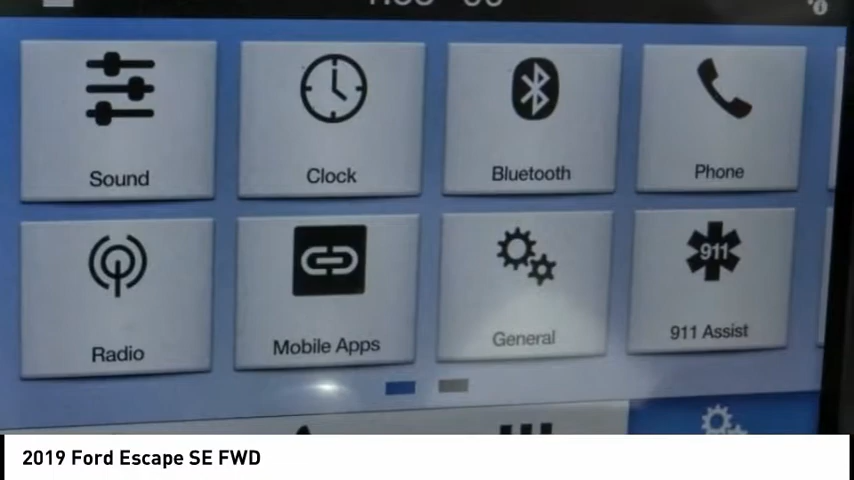 Sound
Clock
Bluetooth
Phone
911
Radio
Mobile Apps
General
911 Assist
2019 Ford Escape SE FWD